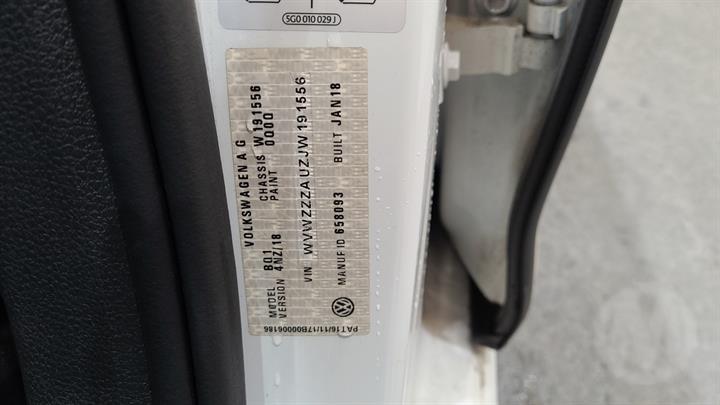 5G0 010 029 J
VOLKSWAGEN A G
MODEL BQ1 CHASSIS W191556
VERSION 4NZ/18 PAINT 0Q0Q
VIN WVWZZZAUZJW191556
MANUF ID 658093 BUILT JAN18
PAT16/11/17B00006186